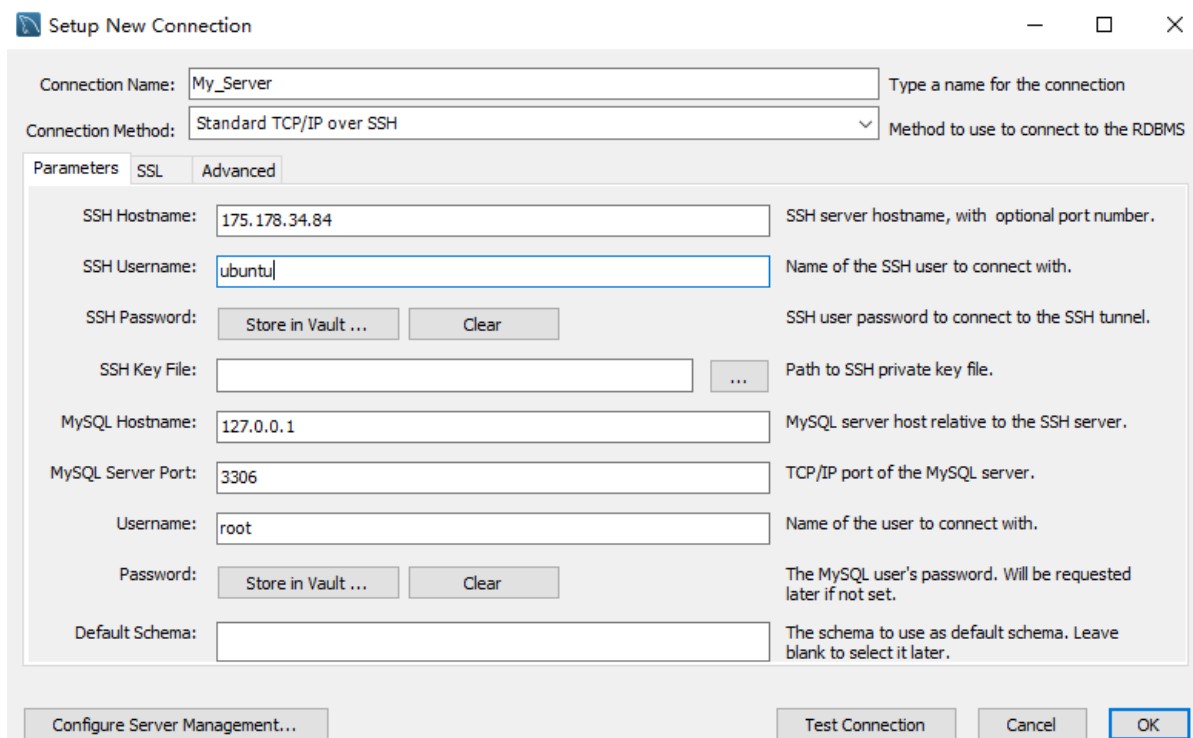 Setup New Connection
Connection Name: My_Server Type a name for the connection
Connection Method: Standard TCP/IP over SSH Method to use to connect to the RDBMS
Parameters SSL Advanced
SSH Hostname: 175.178.34.84 SSH server hostname, with optional port number.
SSH Username: ubuntu Name of the SSH user to connect with.
SSH Password: Store in Vault ... Clear SSH user password to connect to the SSH tunnel.
SSH Key File: ... Path to SSH private key file.
MySQL Hostname: 127.0.0.1 MySQL server host relative to the SSH server.
MySQL Server Port: 3306 TCP/IP port of the MySQL server.
Username: root Name of the user to connect with.
Password: Store in Vault ... Clear The MySQL user's password. Will be requested
later if not set.
Default Schema: The schema to use as default schema. Leave
blank to select it later.
Configure Server Management... Test Connection Cancel OK